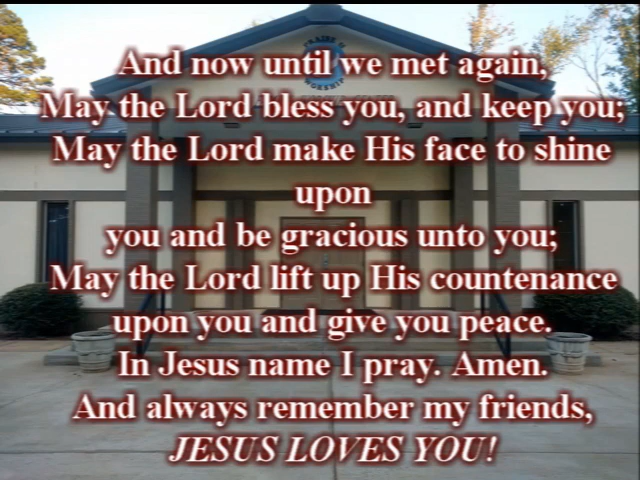 PRAISE N
WORSHIP
And now until we met again,
May the Lord bless you, and keep you;
May the Lord make His face to shine
upon
you and be gracious unto you;
May the Lord lift up His countenance
upon you and give you peace.
In Jesus name I pray. Amen.
And always remember my friends,
JESUS LOVES YOU!